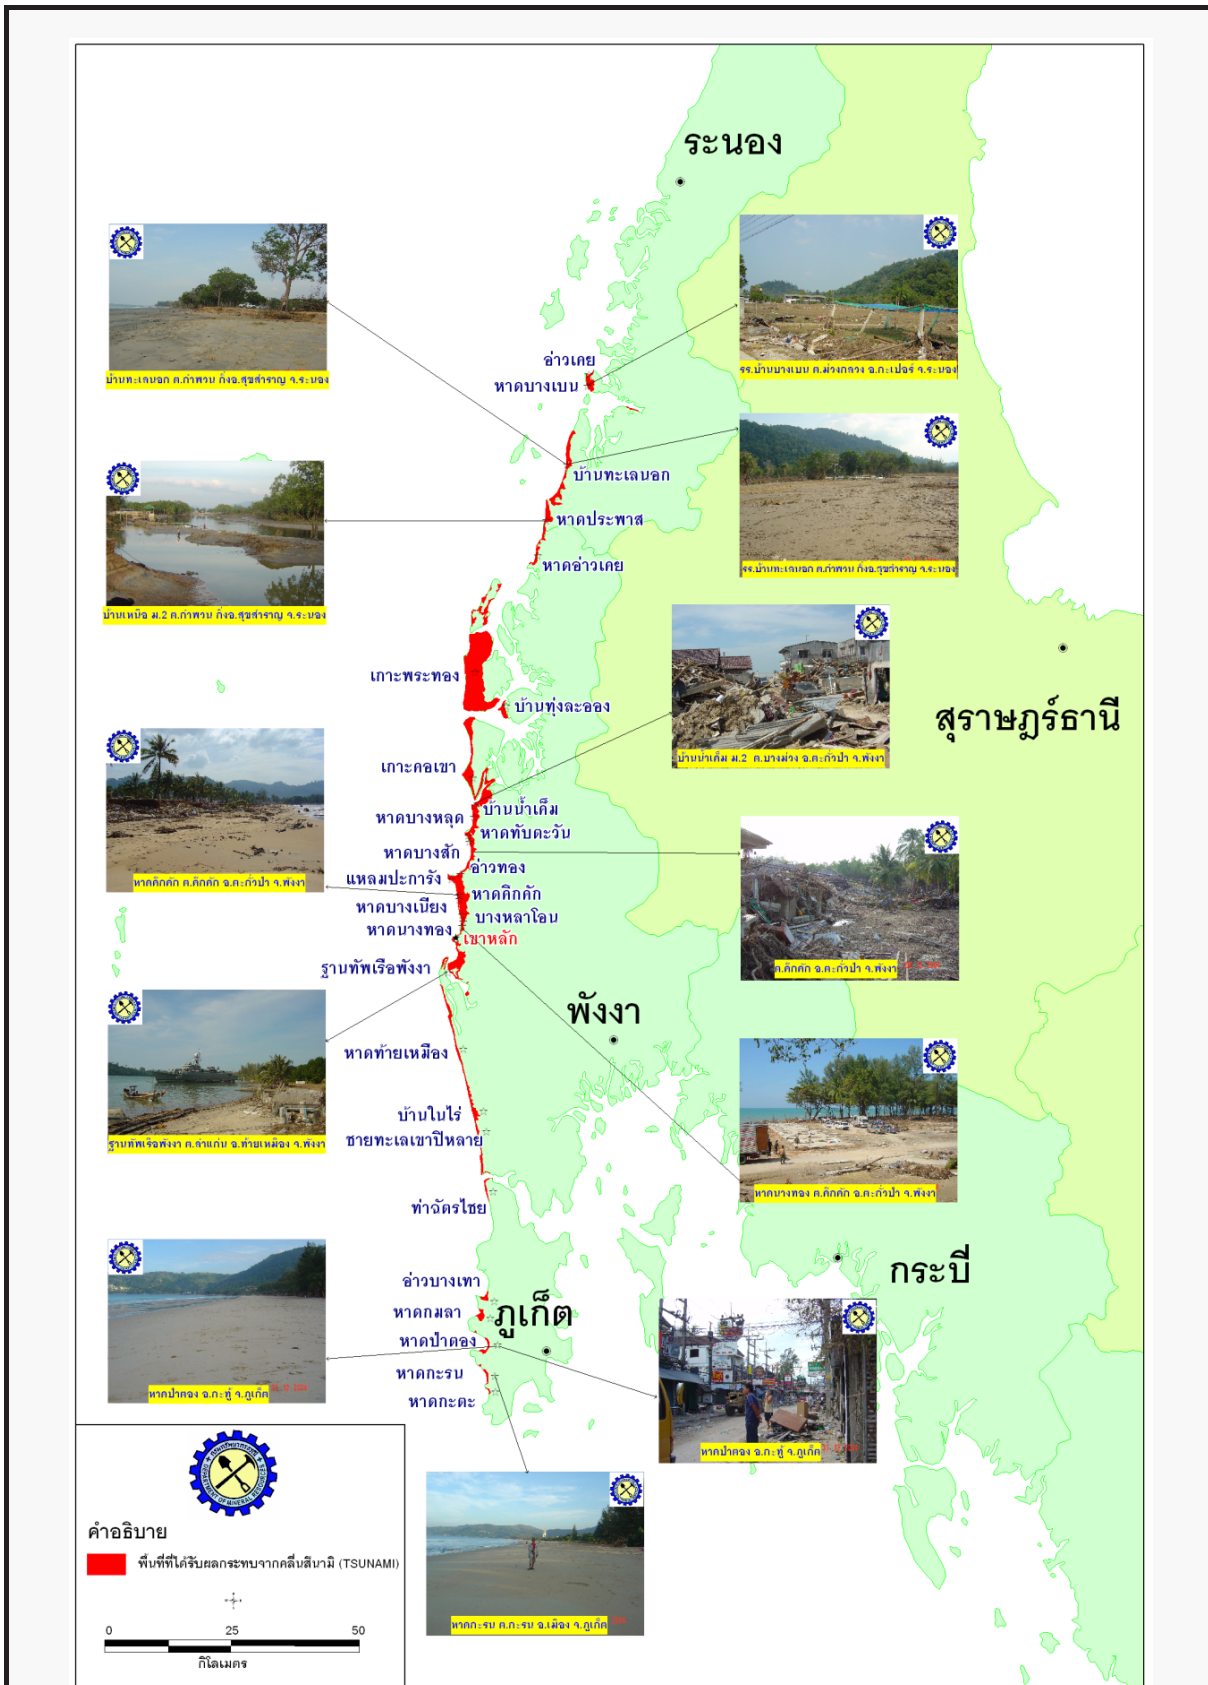 ระนอง
บ้านทะเลนอก ต.กำพวน กิ่งอ.สุขสำราญ จ.ระนอง
รร.บ้านบางเบน ต.ม่วงกลวง อ.กะเปอร์ จ.ระนอง
อ่าวเคย
หาดบางเบน
บ้านทะเลนอก
หาดประพาส
หาดอ่าวเคย
รร.บ้านทะเลนอก ต.กำพวน กิ่งอ.สุขสำราญ จ.ระนอง
บ้านเหนือ ม.2 ต.กำพวน กิ่งอ.สุขสำราญ จ.ระนอง
เกาะพระทอง
บ้านทุ่งละออง
สุราษฎร์ธานี
บ้านน้ำเค็ม ม.2 ต.บางม่วง อ.ตะกั่วป่า จ.พังงา
เกาะคอเขา
บ้านน้ำเค็ม
หาดบางหลุด
หาดทับตะวัน
หาดบางสัก
อ่าวทอง
แหลมปะการัง
หาดคึกคัก
หาดบางเนียง
บางหลาโอน
หาดนางทอง
เขาหลัก
หาดคึกคัก ต.คึกคัก อ.ตะกั่วป่า จ.พังงา
ฐานทัพเรือพังงา
ต.คึกคัก อ.ตะกั่วป่า จ.พังงา
พังงา
หาดท้ายเหมือง
บ้านในไร่
ชายทะเลเขาปิหลาย
ฐานทัพเรือพังงา ต.ลำแก่น อ.ท้ายเหมือง จ.พังงา
หาดนางทอง ต.คึกคัก อ.ตะกั่วป่า จ.พังงา
ท่าฉัตรไชย
กระบี่
อ่าวบางเทา
หาดกมลา
ภูเก็ต
หาดป่าตอง
หาดกะรน
หาดกะตะ
หาดป่าตอง อ.กะทู้ จ.ภูเก็ต
หาดป่าตอง อ.กะทู้ จ.ภูเก็ต
หาดกะรน ต.กะรน อ.เมือง จ.ภูเก็ต
กรมทรัพยากรธรณี
DEPARTMENT OF MINERAL RESOURCES
คำอธิบาย
พื้นที่ที่ได้รับผลกระทบจากคลื่นสึนามิ (TSUNAMI)
0 25 50
กิโลเมตร